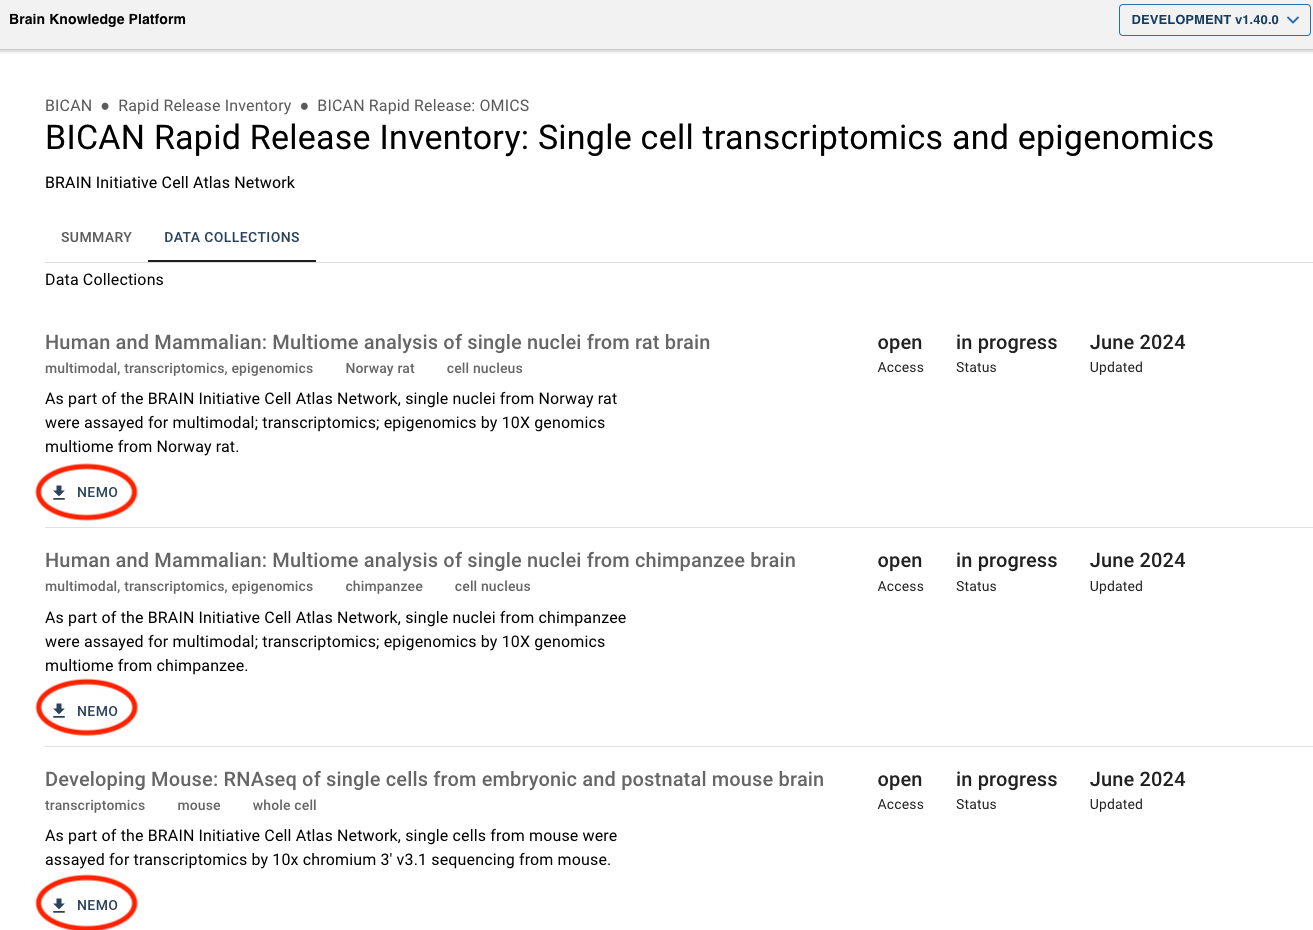 Brain Knowledge Platform
DEVELOPMENT v1.40.0
BICAN ● Rapid Release Inventory ● BICAN Rapid Release: OMICS
BICAN Rapid Release Inventory: Single cell transcriptomics and epigenomics
BRAIN Initiative Cell Atlas Network
SUMMARY DATA COLLECTIONS
Data Collections
Human and Mammalian: Multiome analysis of single nuclei from rat brain open in progress June 2024
multimodal, transcriptomics, epigenomics Norway rat cell nucleus Access Status Updated
As part of the BRAIN Initiative Cell Atlas Network, single nuclei from Norway rat
were assayed for multimodal; transcriptomics; epigenomics by 10X genomics
multiome from Norway rat.
NEMO
Human and Mammalian: Multiome analysis of single nuclei from chimpanzee brain open in progress June 2024
multimodal, transcriptomics, epigenomics chimpanzee cell nucleus Access Status Updated
As part of the BRAIN Initiative Cell Atlas Network, single nuclei from chimpanzee
were assayed for multimodal; transcriptomics; epigenomics by 10X genomics
multiome from chimpanzee.
NEMO
Developing Mouse: RNAseq of single cells from embryonic and postnatal mouse brain open in progress June 2024
transcriptomics mouse whole cell Access Status Updated
As part of the BRAIN Initiative Cell Atlas Network, single cells from mouse were
assayed for transcriptomics by 10x chromium 3' v3.1 sequencing from mouse.
NEMO